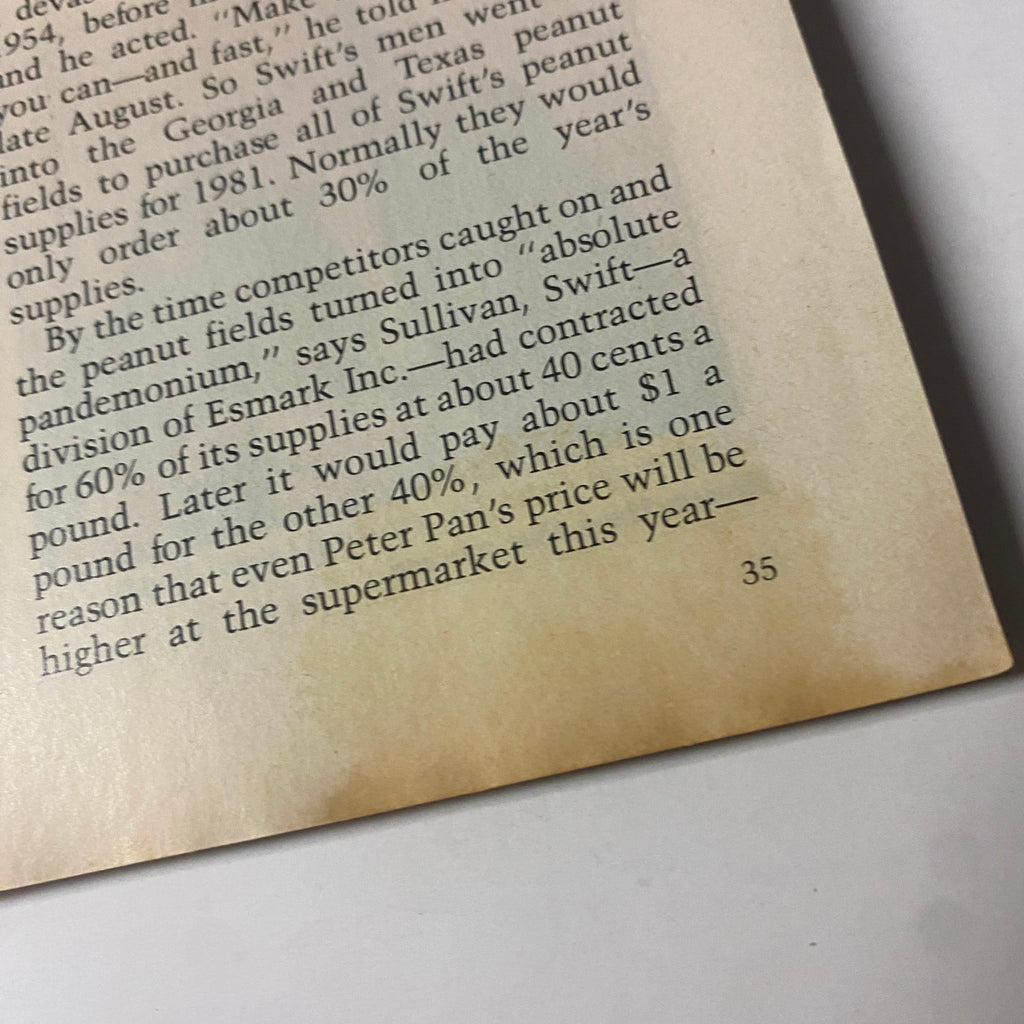 1954, before
and he acted. "Make
you can—and fast," he told
late August. So Swift's men went
into the Georgia and Texas peanut
fields to purchase all of Swift's peanut
supplies for 1981. Normally they would
only order about 30% of the year's
supplies.
By the time competitors caught on and
the peanut fields turned into "absolute
pandemonium," says Sullivan, Swift—a
division of Esmark Inc.—had contracted
for 60% of its supplies at about 40 cents a
pound. Later it would pay about $1 a
pound for the other 40%, which is one
reason that even Peter Pan's price will be
higher at the supermarket this year—
35